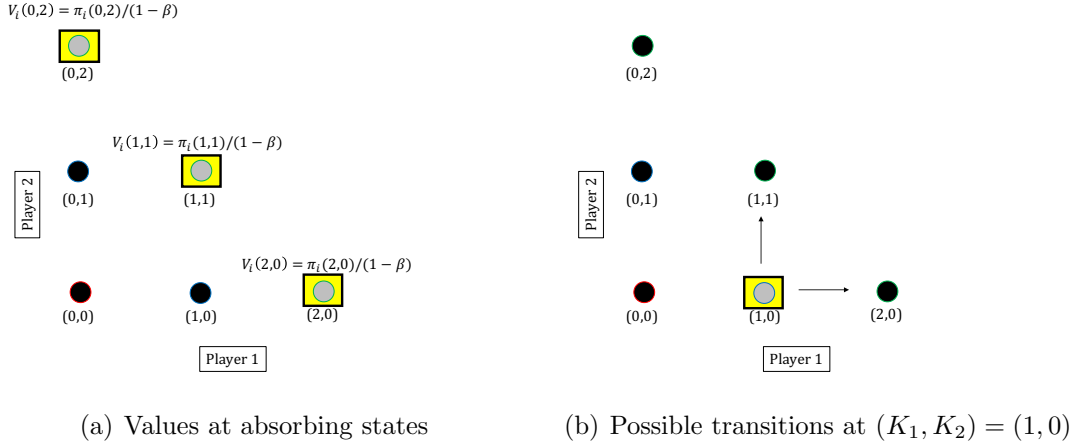 V_i(0,2) = π_i(0,2)/(1 − β)
(0,2)
V_i(1,1) = π_i(1,1)/(1 − β)
Player 2
(0,1)
(1,1)
V_i(2,0) = π_i(2,0)/(1 − β)
(0,0)
(1,0)
(2,0)
Player 1
(a) Values at absorbing states
(0,2)
Player 2
(0,1)
(1,1)
(0,0)
(1,0)
(2,0)
Player 1
(b) Possible transitions at (K₁, K₂) = (1, 0)